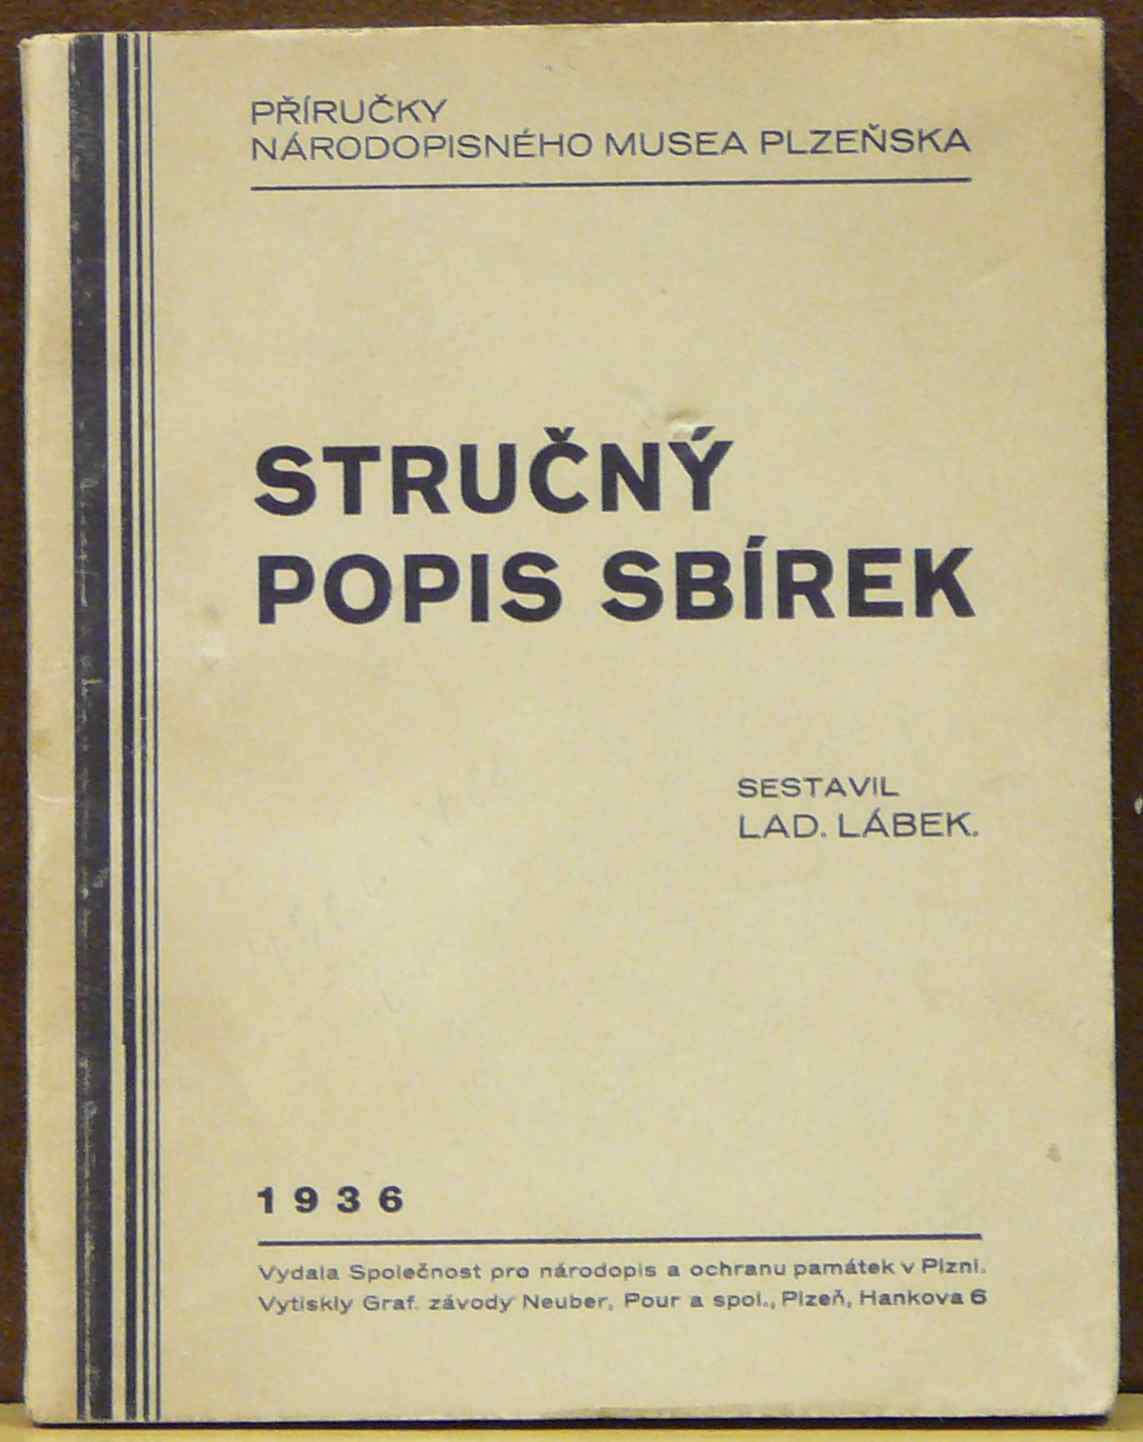 PŘÍRUČKY
NÁRODOPISNÉHO MUSEA PLZEŇSKA
STRUČNÝ
POPIS SBÍREK
SESTAVIL
LAD. LÁBEK.
1936
Vydala Společnost pro národopis a ochranu památek v Plzni.
Vytiskly Graf. závody Neuber, Pour a spol., Plzeň, Hankova 6